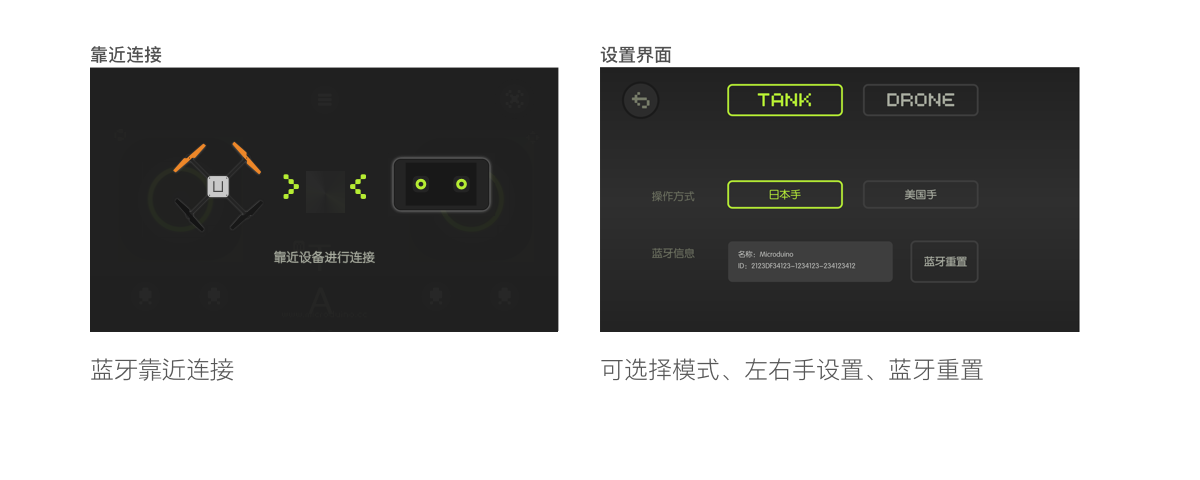 靠近连接
靠近设备进行连接
A
蓝牙靠近连接
设置界面
TANK
DRONE
操作方式
日本手
美国手
蓝牙信息
名称：Microduino
ID：2123DF34123-1234123-234123412
蓝牙重置
可选择模式、左右手设置、蓝牙重置